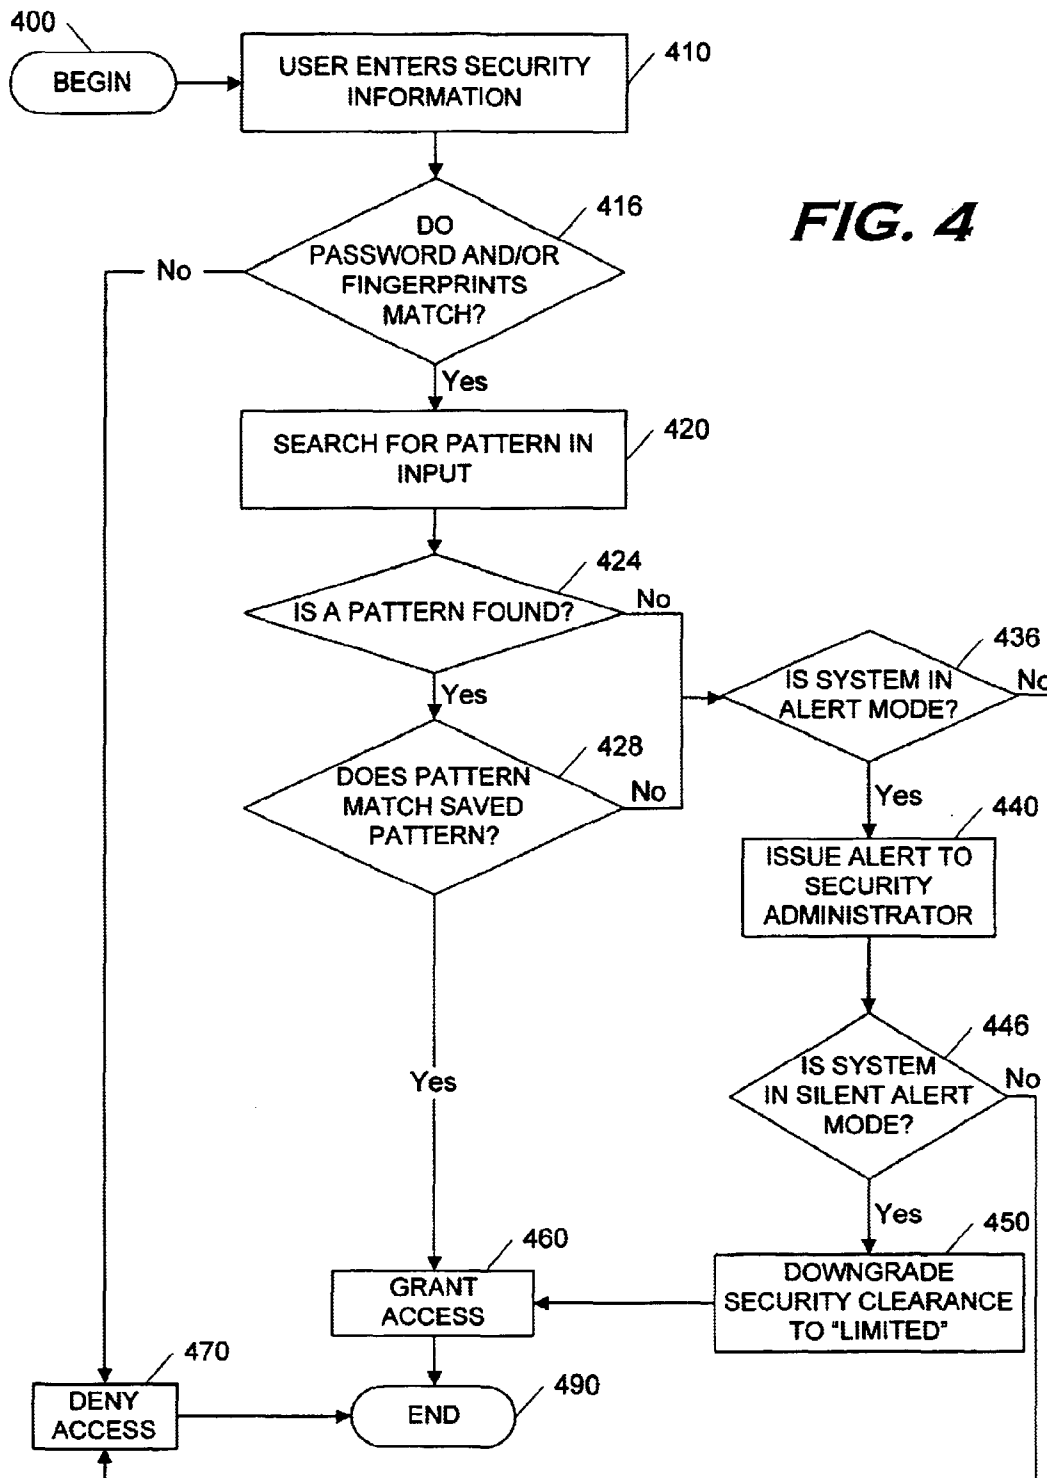 400
BEGIN
USER ENTERS SECURITY
INFORMATION
410
FIG. 4
DO
PASSWORD AND/OR
FINGERPRINTS
MATCH?
416
No
Yes
SEARCH FOR PATTERN IN
INPUT
420
IS A PATTERN FOUND?
424
No
Yes
DOES PATTERN
MATCH SAVED
PATTERN?
428
No
IS SYSTEM IN
ALERT MODE?
436
No
Yes
ISSUE ALERT TO
SECURITY
ADMINISTRATOR
440
IS SYSTEM
IN SILENT ALERT
MODE?
446
No
Yes
Yes
DOWNGRADE
SECURITY CLEARANCE
TO "LIMITED"
450
GRANT
ACCESS
460
DENY
ACCESS
470
END
490